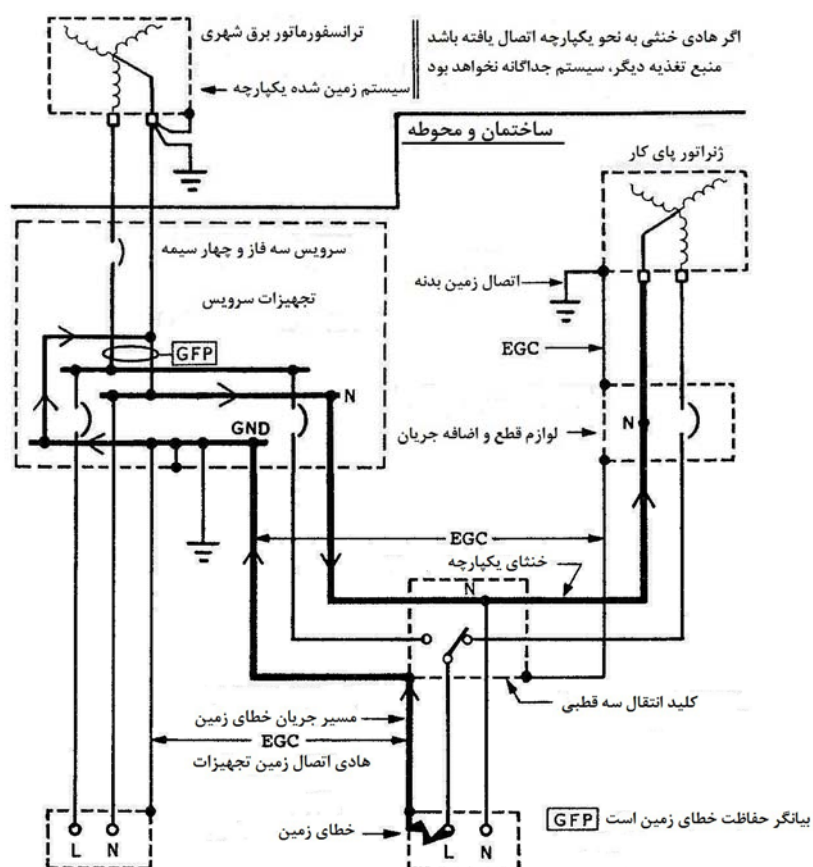 ترانسفورماتور برق شهری
اگر هادی خنثی به نحو یکپارچه اتصال یافته باشد
منبع تغذیه دیگر، سیستم جداگانه نخواهد بود
سیستم زمین شده یکپارچه
ساختمان و محوطه
ژنراتور پای کار
سرویس سه فاز و چهار سیمه
تجهیزات سرویس
اتصال زمین بدنه
EGC
GFP
N
GND
N
لوازم قطع و اضافه جریان
EGC
خنثای یکپارچه
N
کلید انتقال سه قطبی
مسیر جریان خطای زمین
EGC
هادی اتصال زمین تجهیزات
خطای زمین
L N
L N
GFP بیانگر حفاظت خطای زمین است